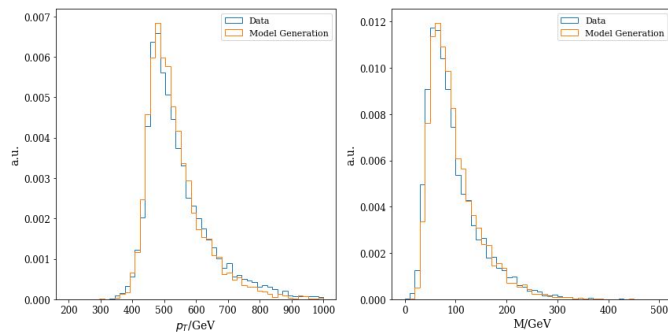 0.007
0.006
0.005
0.004
0.003
0.002
0.001
0.000
a.u.
200 300 400 500 600 700 800 900 1000
p_T/GeV
Data
Model Generation
0.012
0.010
0.008
0.006
0.004
0.002
0.000
a.u.
0 100 200 300 400 500
M/GeV
Data
Model Generation